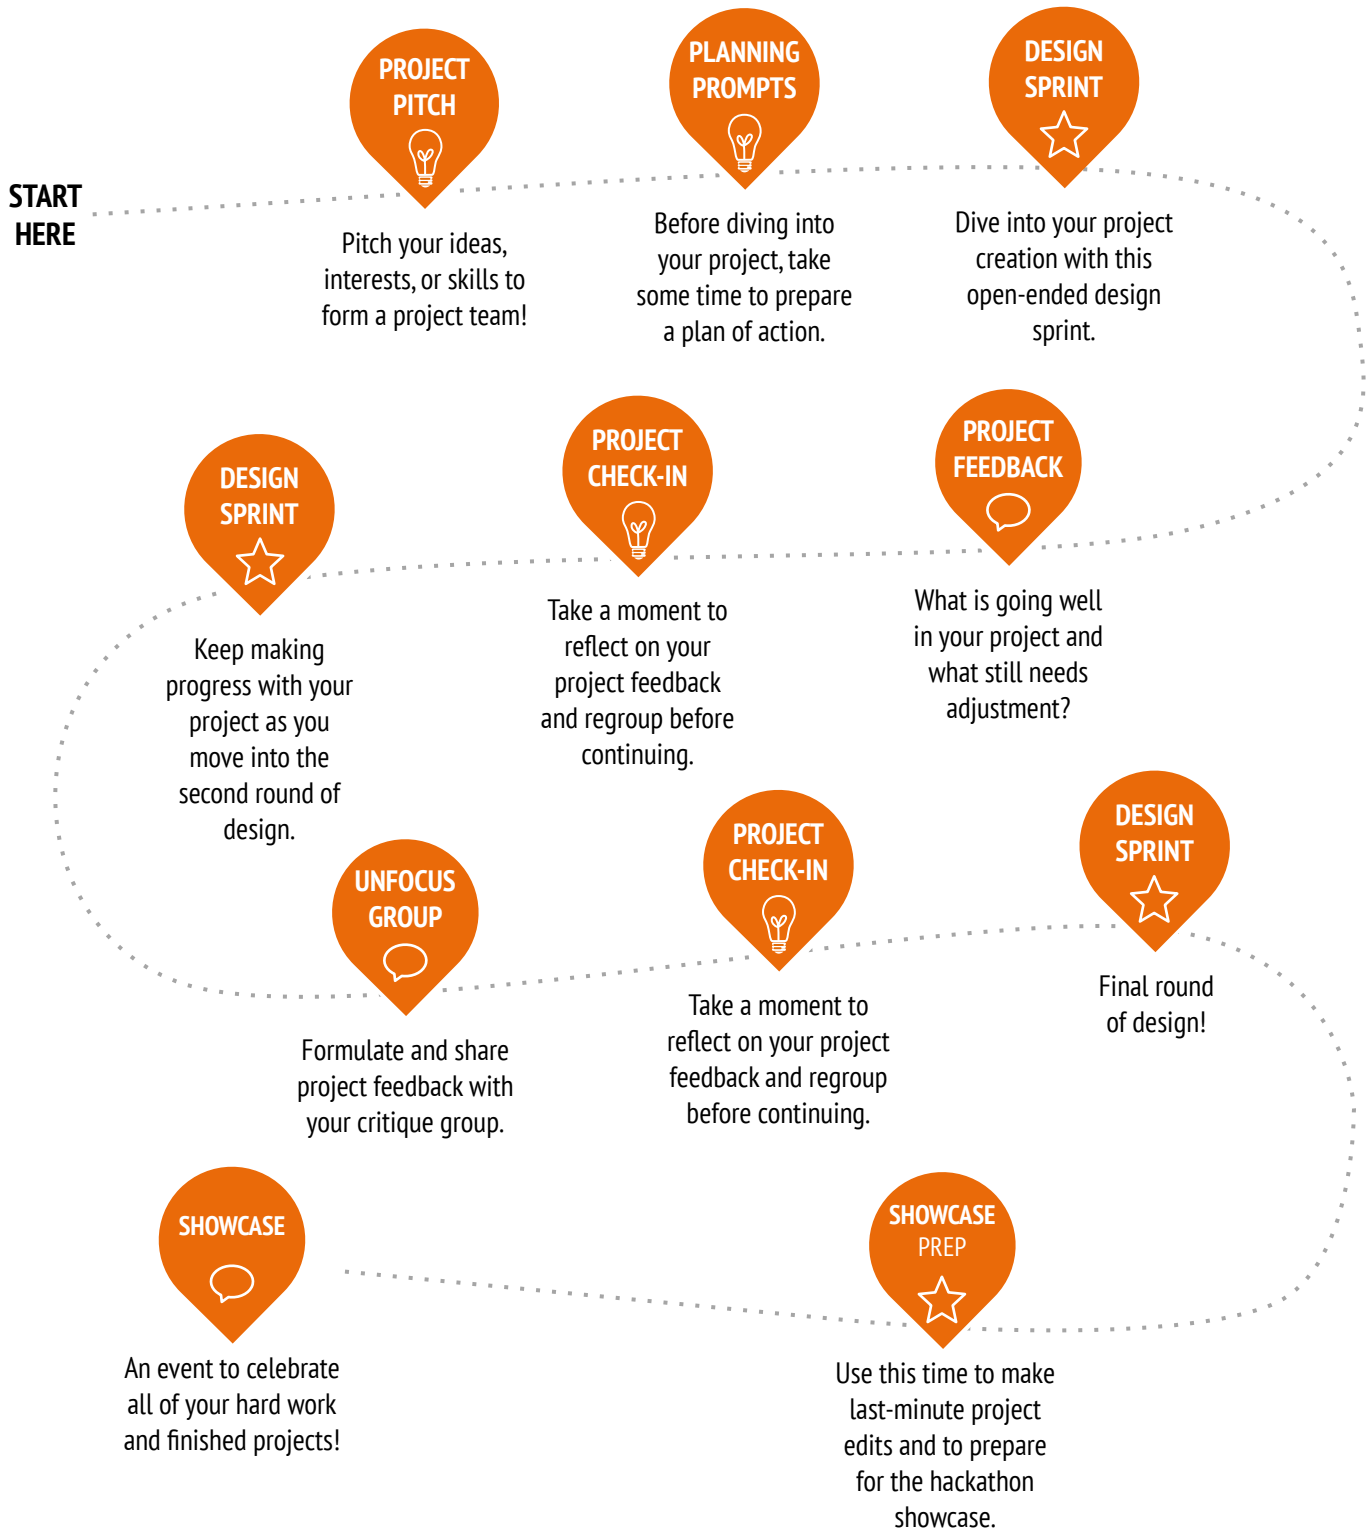 START
HERE
PROJECT
PITCH
Pitch your ideas,
interests, or skills to
form a project team!
PLANNING
PROMPTS
Before diving into
your project, take
some time to prepare
a plan of action.
DESIGN
SPRINT
Dive into your project
creation with this
open-ended design
sprint.
PROJECT
FEEDBACK
What is going well
in your project and
what still needs
adjustment?
PROJECT
CHECK-IN
Take a moment to
reflect on your
project feedback
and regroup before
continuing.
DESIGN
SPRINT
Keep making
progress with your
project as you
move into the
second round of
design.
UNFOCUS
GROUP
Formulate and share
project feedback with
your critique group.
PROJECT
CHECK-IN
Take a moment to
reflect on your project
feedback and regroup
before continuing.
DESIGN
SPRINT
Final round
of design!
SHOWCASE
PREP
Use this time to make
last-minute project
edits and to prepare
for the hackathon
showcase.
SHOWCASE
An event to celebrate
all of your hard work
and finished projects!